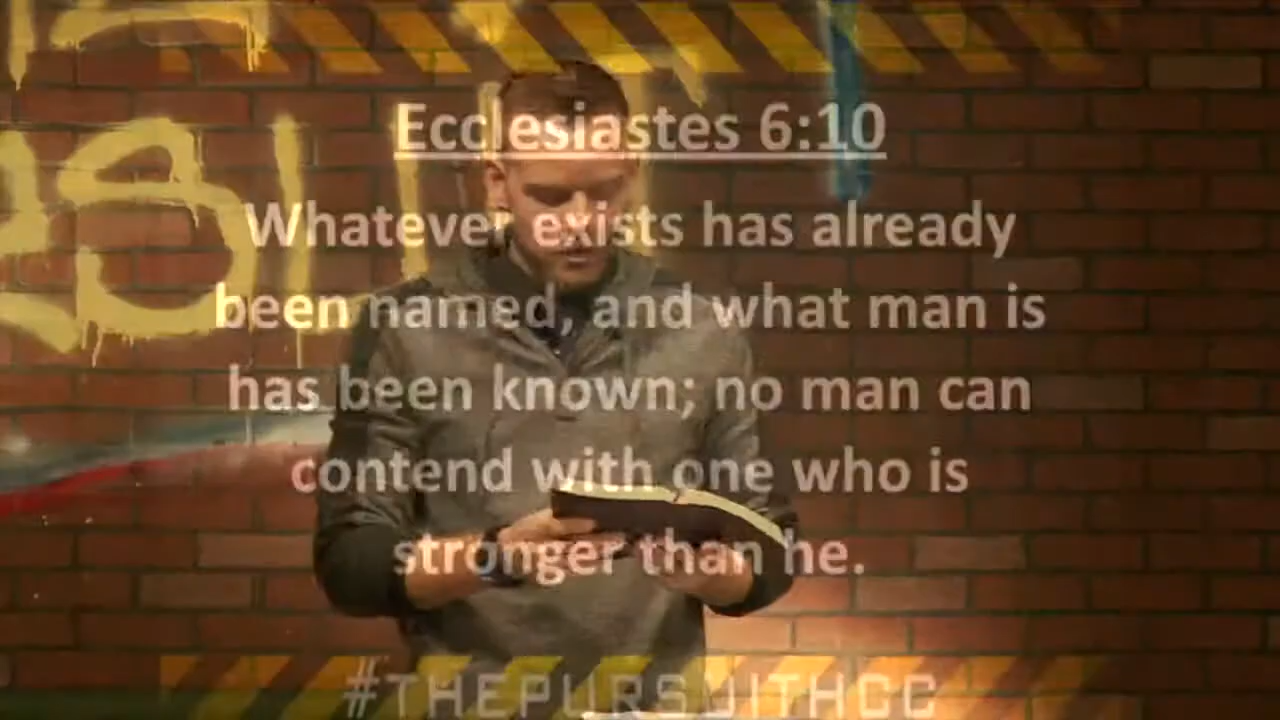 Ecclesiastes 6:10
Whatever exists has already
been named, and what man is
has been known; no man can
contend with one who is
stronger than he.
#THEPURSUITHCC